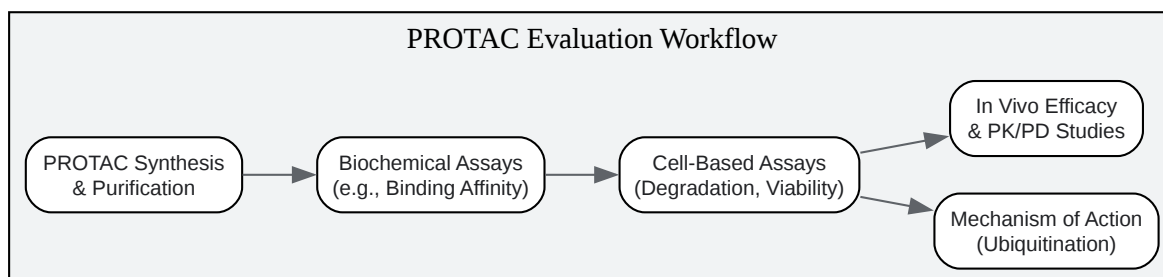 PROTAC Evaluation Workflow
PROTAC Synthesis
& Purification
Biochemical Assays
(e.g., Binding Affinity)
Cell-Based Assays
(Degradation, Viability)
In Vivo Efficacy
& PK/PD Studies
Mechanism of Action
(Ubiquitination)